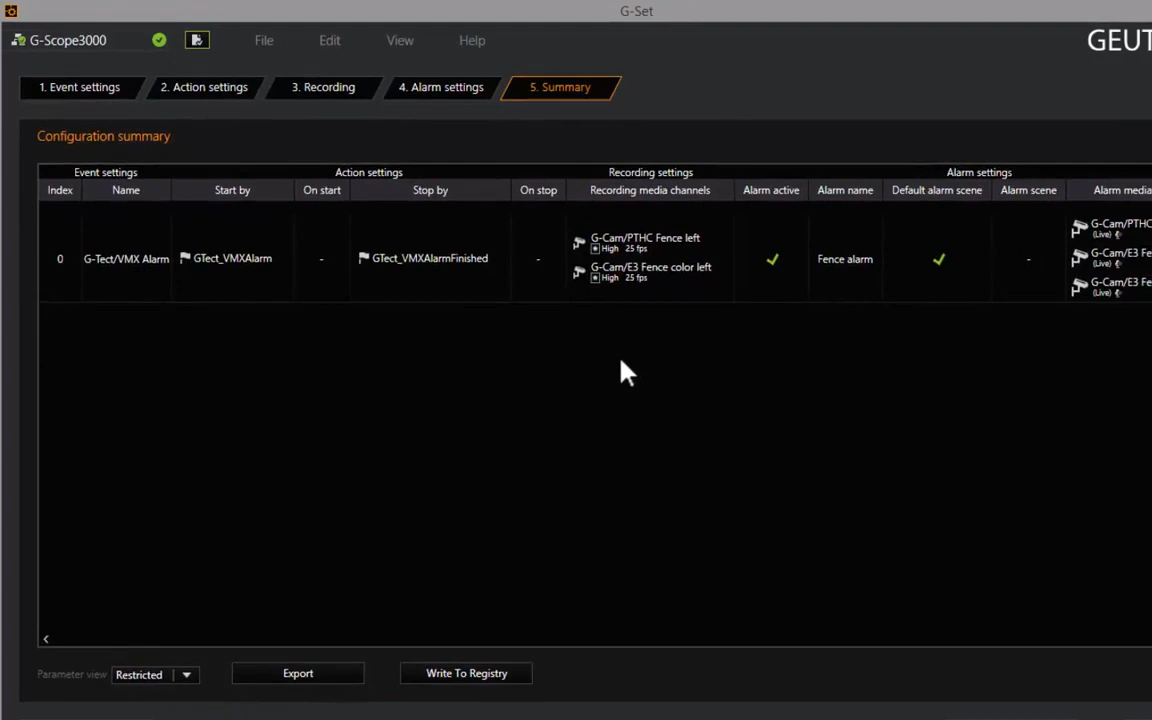 G-Set
G-Scope3000 File Edit View Help GEUT
1. Event settings 2. Action settings 3. Recording 4. Alarm settings 5. Summary
Configuration summary
Event settings Action settings Recording settings Alarm settings
Index Name Start by On start Stop by On stop Recording media channels Alarm active Alarm name Default alarm scene Alarm scene Alarm media
0 G-Tect/VMX Alarm GTect_VMXAlarm - GTect_VMXAlarmFinished - G-Cam/PTHC Fence left
High 25 fps
G-Cam/E3 Fence color left
High 25 fps
Fence alarm -
G-Cam/PTHC
(Live)
G-Cam/E3 Fe
(Live)
G-Cam/E3 Fe
(Live)
<
Parameter view Restricted Export Write To Registry